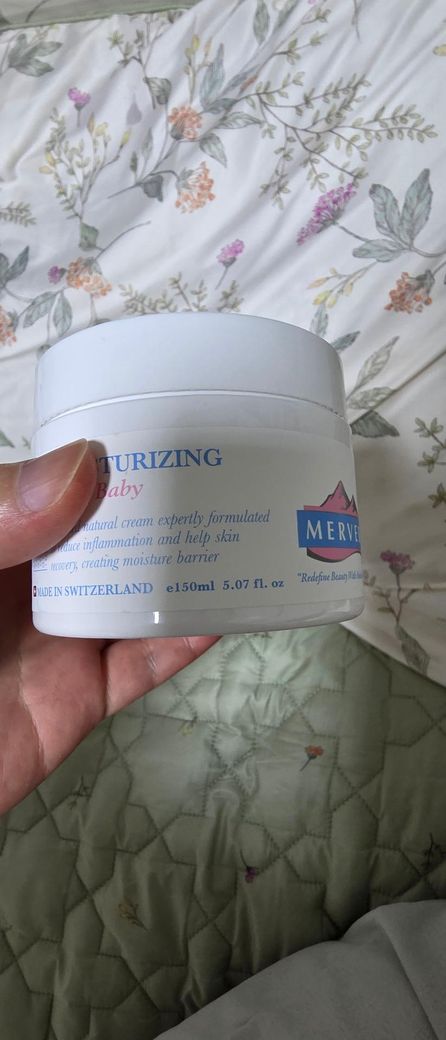 TURIZING
Baby
natural cream expertly formulated
inflammation and help skin
recovery, creating moisture barrier
MADE IN SWITZERLAND e150ml 5.07 fl. oz
MERVE
"Redefine Beauty With